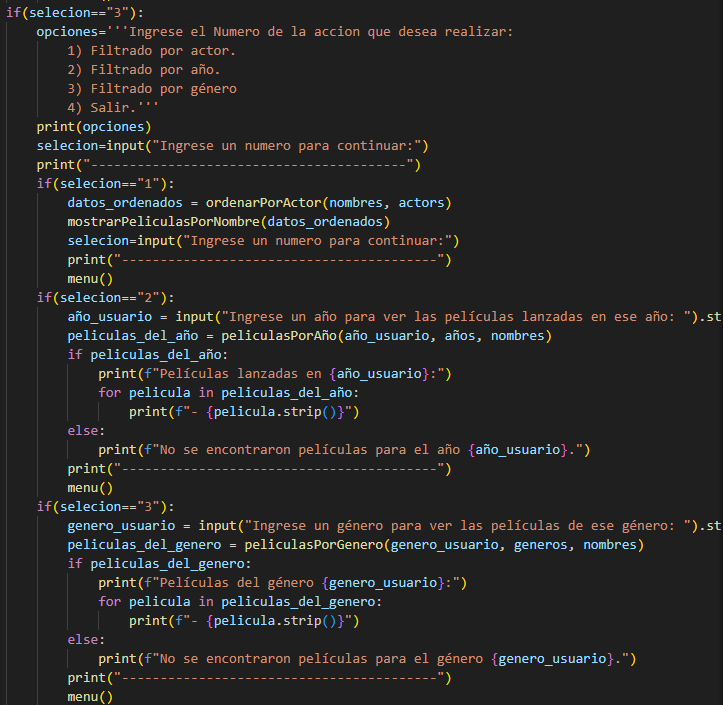 if(selecion=="3"):
    opciones='''Ingrese el Numero de la accion que desea realizar:
        1) Filtrado por actor.
        2) Filtrado por año.
        3) Filtrado por género
        4) Salir.'''
    print(opciones)
    selecion=input("Ingrese un numero para continuar:")
    print("-----------------------------------------")
    if(selecion=="1"):
        datos_ordenados = ordenarPorActor(nombres, actors)
        mostrarPeliculasPorNombre(datos_ordenados)
        selecion=input("Ingrese un numero para continuar:")
        print("-----------------------------------------")
        menu()
    if(selecion=="2"):
        año_usuario = input("Ingrese un año para ver las películas lanzadas en ese año: ").st
        peliculas_del_año = peliculasPorAño(año_usuario, años, nombres)
        if peliculas_del_año:
            print(f"Películas lanzadas en {año_usuario}:")
            for pelicula in peliculas_del_año:
                print(f"- {pelicula.strip()}")
        else:
            print(f"No se encontraron películas para el año {año_usuario}.")
        print("-----------------------------------------")
        menu()
    if(selecion=="3"):
        genero_usuario = input("Ingrese un género para ver las películas de ese género: ").st
        peliculas_del_genero = peliculasPorGenero(genero_usuario, generos, nombres)
        if peliculas_del_genero:
            print(f"Películas del género {genero_usuario}:")
            for pelicula in peliculas_del_genero:
                print(f"- {pelicula.strip()}")
        else:
            print(f"No se encontraron películas para el género {genero_usuario}.")
        print("-----------------------------------------")
        menu()